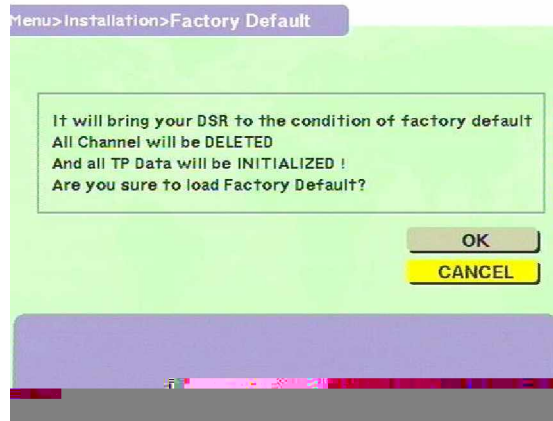 Menu>Installation>Factory Default
It will bring your DSR to the condition of factory default
All Channel will be DELETED
And all TP Data will be INITIALIZED !
Are you sure to load Factory Default?
OK
CANCEL